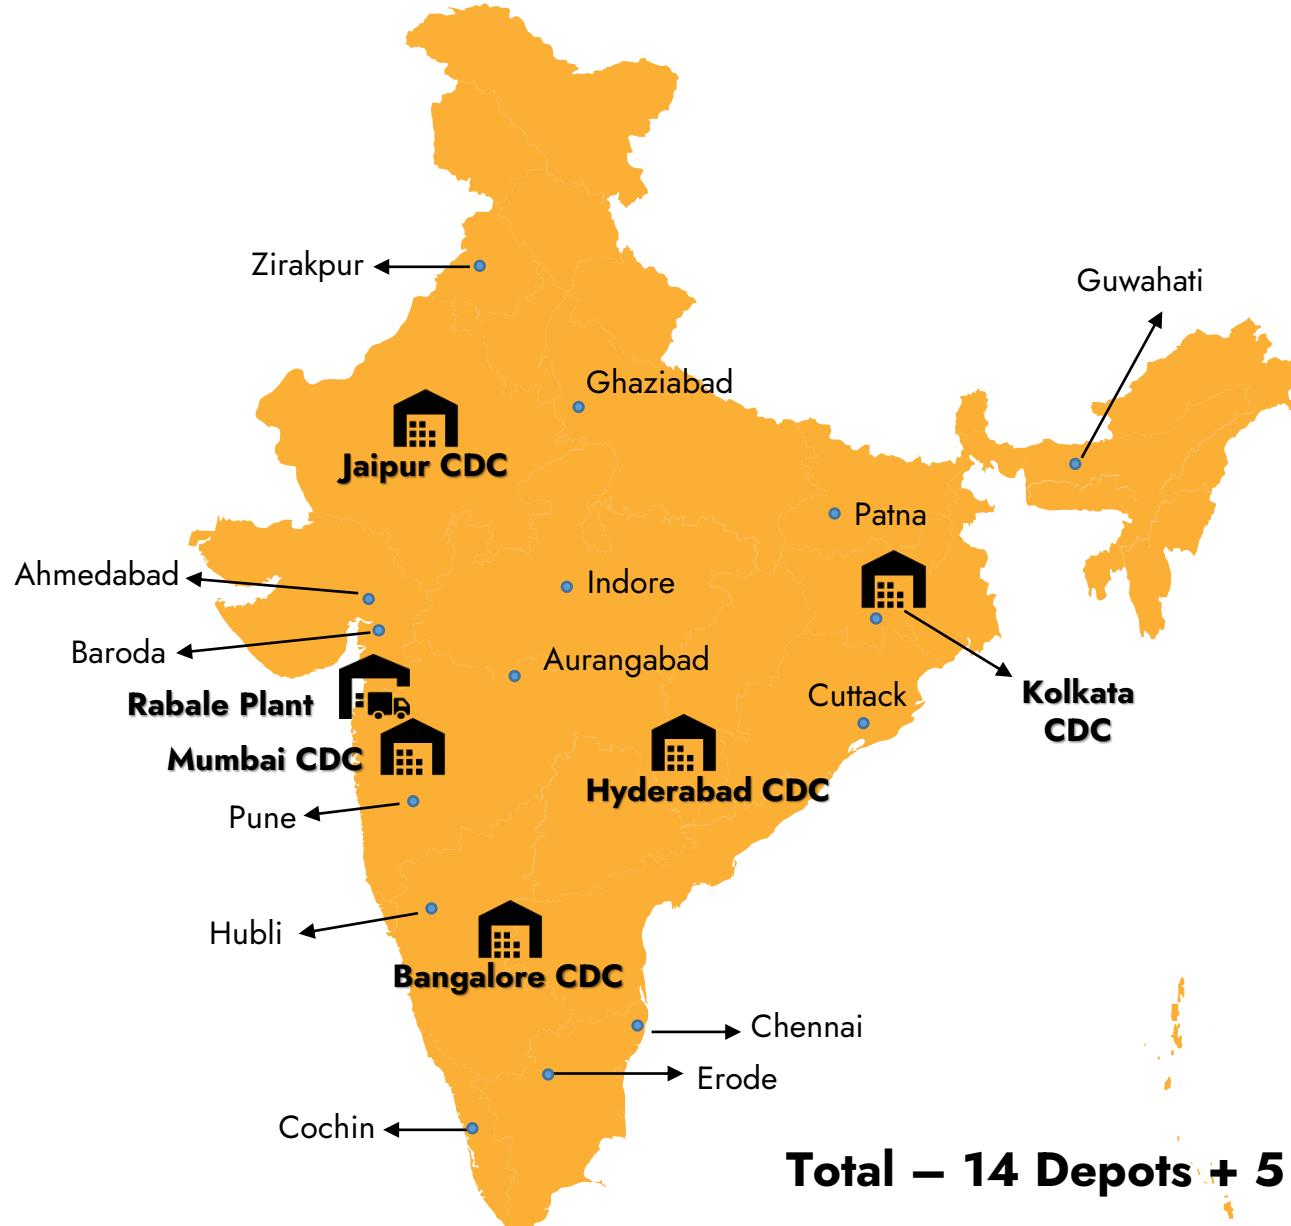 Zirakpur
Guwahati
Ghaziabad
Jaipur CDC
Patna
Ahmedabad
Indore
Baroda
Aurangabad
Rabale Plant
Cuttack
Kolkata
CDC
Mumbai CDC
Hyderabad CDC
Pune
Hubli
Bangalore CDC
Chennai
Erode
Cochin
Total – 14 Depots + 5